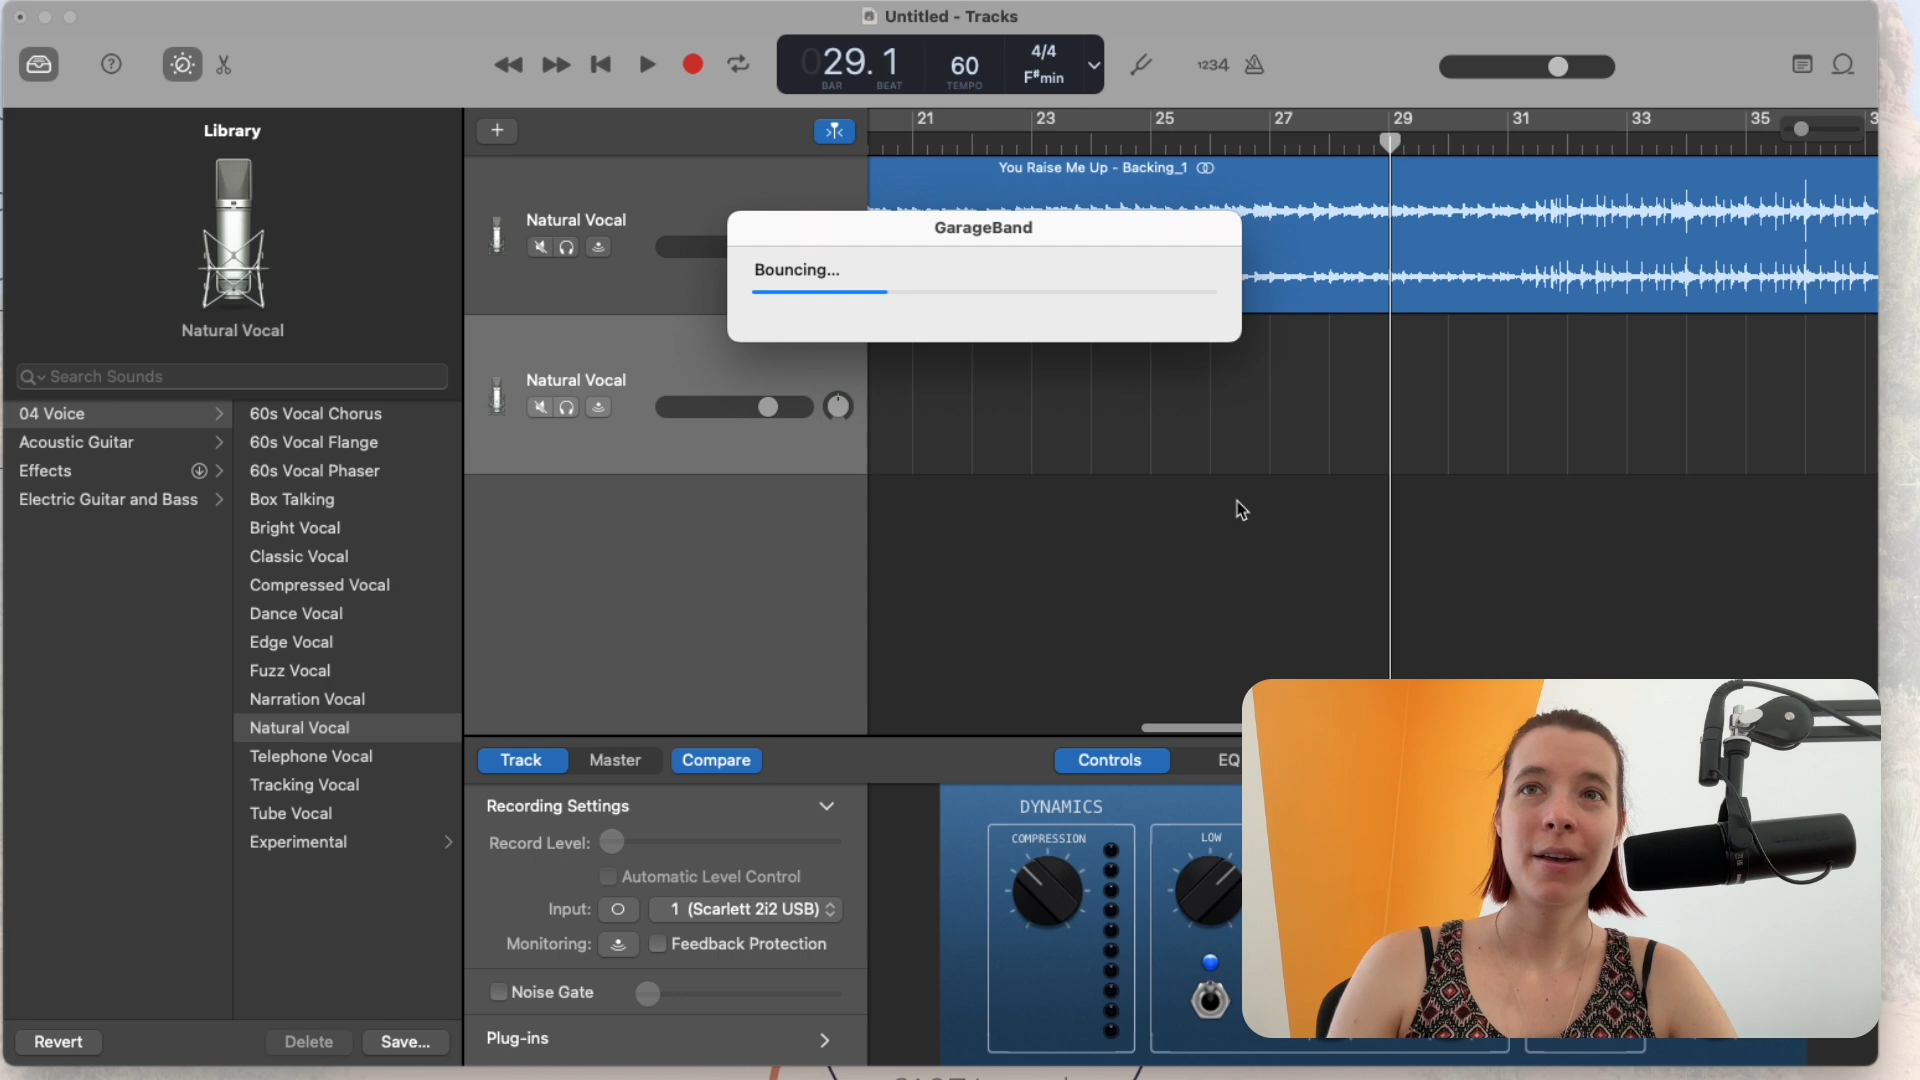 Untitled - Tracks
029. 1
BAR
BEAT
60
TEMPO
4/4
F#min
1234
Library
Natural Vocal
Search Sounds
04 Voice
Acoustic Guitar
Effects
Electric Guitar and Bass
60s Vocal Chorus
60s Vocal Flange
60s Vocal Phaser
Box Talking
Bright Vocal
Classic Vocal
Compressed Vocal
Dance Vocal
Edge Vocal
Fuzz Vocal
Narration Vocal
Natural Vocal
Telephone Vocal
Tracking Vocal
Tube Vocal
Experimental
Revert
Delete
Save...
21
23
25
27
29
31
33
35
You Raise Me Up - Backing_1
Natural Vocal
Natural Vocal
GarageBand
Bouncing...
Track
Master
Compare
Controls
EQ
Recording Settings
Record Level:
Automatic Level Control
Input:
1 (Scarlett 2i2 USB)
Monitoring:
Feedback Protection
Noise Gate
Plug-ins
DYNAMICS
COMPRESSION
LOW